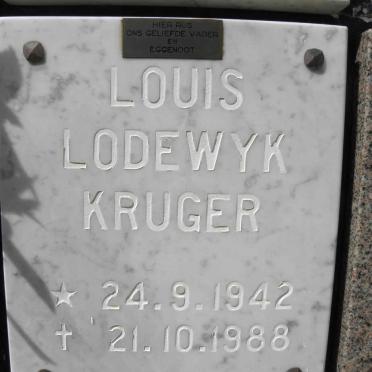 HIER RUS
ONS GELIEFDE VADER
EN
EGGENOOT
LOUIS
LODEWYK
KRUGER
★ 24.9.1942
✝ 21.10.1988